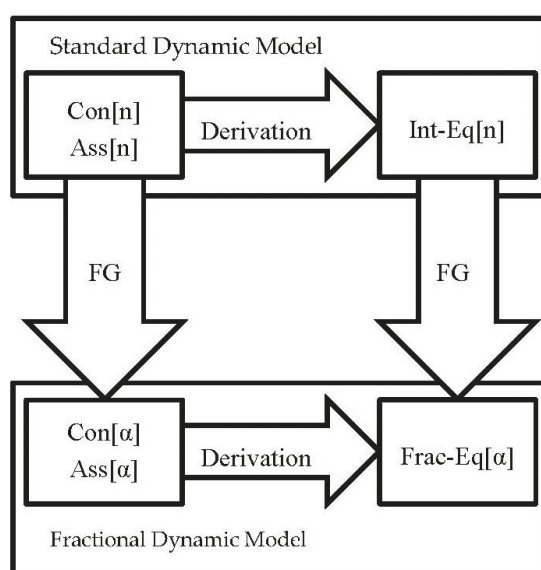 Standard Dynamic Model
Con[n]
Ass[n]
Derivation
Int-Eq[n]
FG
FG
Con[α]
Ass[α]
Derivation
Frac-Eq[α]
Fractional Dynamic Model